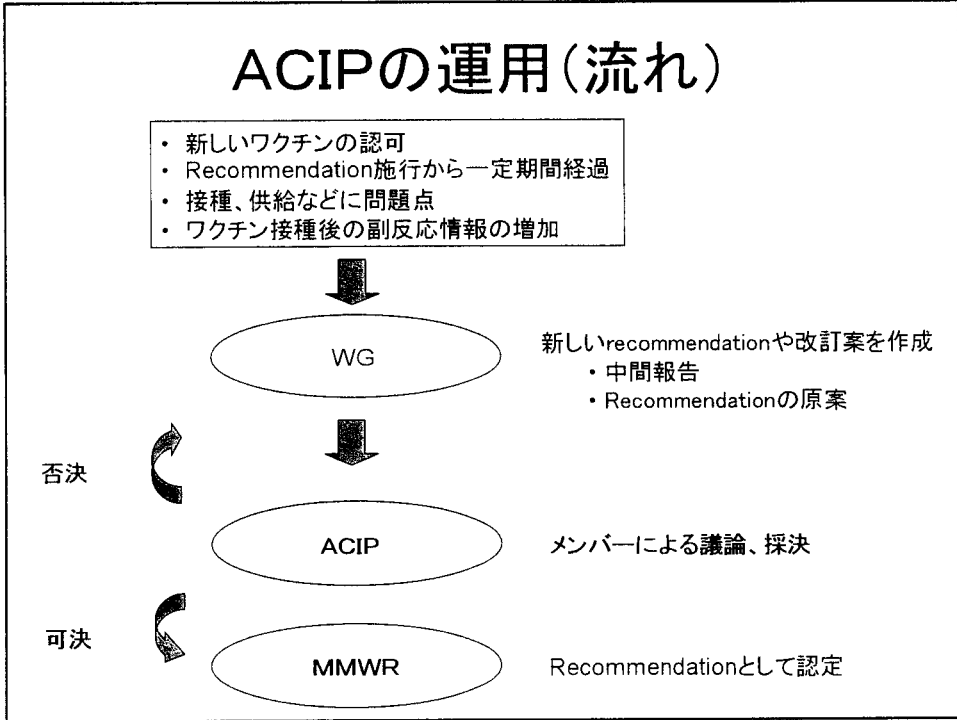 ACIPの運用（流れ）
・ 新しいワクチンの認可
・ Recommendation施行から一定期間経過
・ 接種、供給などに問題点
・ ワクチン接種後の副反応情報の増加
WG
新しいrecommendationや改訂案を作成
・中間報告
・Recommendationの原案
否決
ACIP
メンバーによる議論、採決
可決
MMWR
Recommendationとして認定